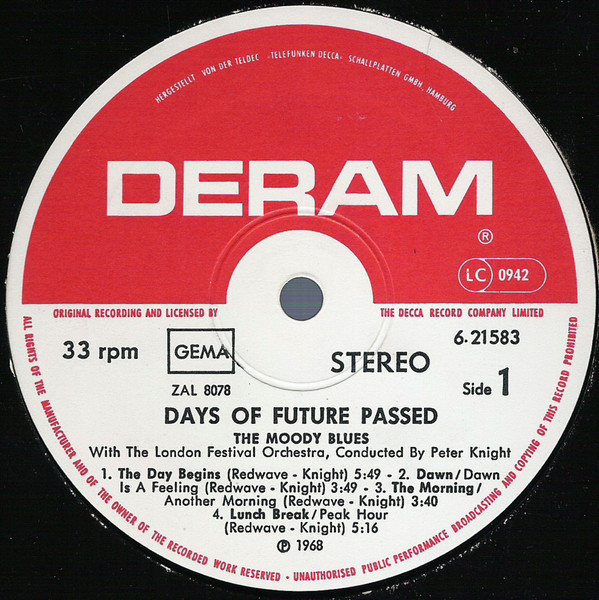 HERGESTELLT VON DER TELDEC »TELEFUNKEN DECCA« SCHALLPLATTEN GMBH, HAMBURG
DERAM
®
LC 0942
ORIGINAL RECORDING AND LICENSED BY THE DECCA RECORD COMPANY LIMITED
33 rpm GEMA STEREO 6.21583
ZAL 8078 Side 1
DAYS OF FUTURE PASSED
THE MOODY BLUES
With The London Festival Orchestra, Conducted By Peter Knight
1. The Day Begins (Redwave - Knight) 5:49 - 2. Dawn/Dawn
Is A Feeling (Redwave - Knight) 3:49 - 3. The Morning/
Another Morning (Redwave - Knight) 3:40
4. Lunch Break/Peak Hour
(Redwave - Knight) 5:16
℗ 1968
ALL RIGHTS OF THE MANUFACTURER AND OF THE OWNER OF THE RECORDED WORK RESERVED - UNAUTHORISED PUBLIC PERFORMANCE BROADCASTING AND COPYING OF THIS RECORD PROHIBITED